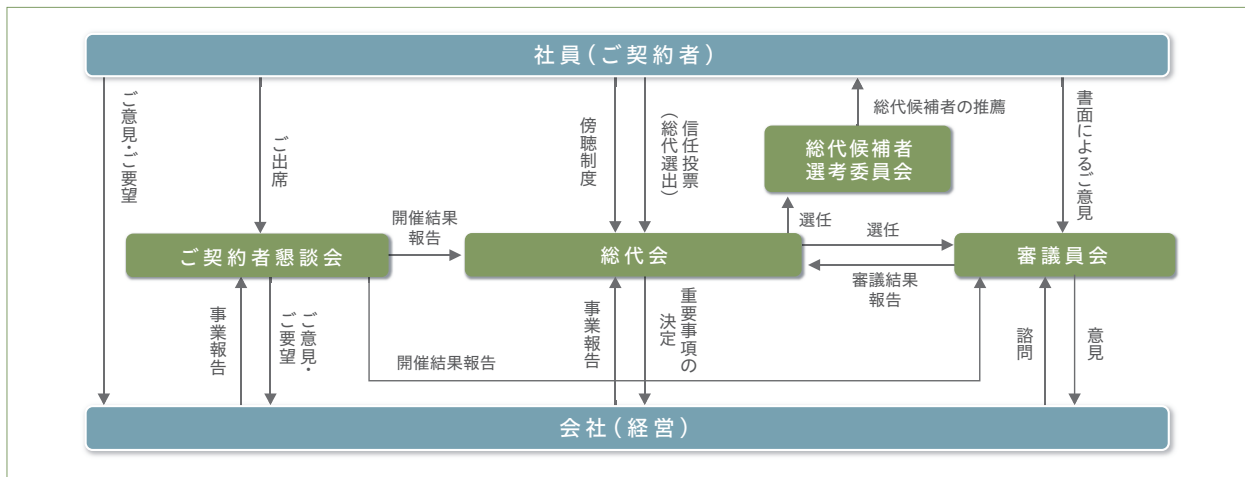 社員（ご契約者）
ご意見・ご要望
ご出席
傍聴制度
信任投票
（総代選出）
総代候補者の推薦
書面によるご意見
総代候補者
選考委員会
開催結果
報告
選任
選任
ご契約者懇談会
総代会
審議員会
審議結果
報告
事業報告
ご意見・
ご要望
開催結果報告
事業報告
重要事項の
決定
諮問
意見
会社（経営）